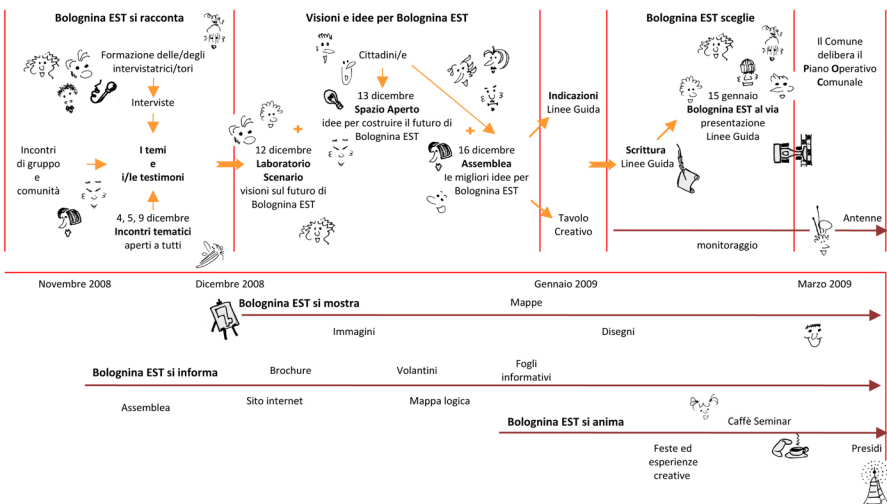 Bolognina EST si racconta
Formazione delle/degli
intervistatrici/tori
Interviste
Incontri
di gruppo
e
comunità
I temi
e
i/le testimoni
4, 5, 9 dicembre
Incontri tematici
aperti a tutti
Visioni e idee per Bolognina EST
Cittadini/e
13 dicembre
Spazio Aperto
idee per costruire il futuro di
Bolognina EST
12 dicembre
Laboratorio
Scenario
visioni sul futuro di
Bolognina EST
16 dicembre
Assemblea
le migliori idee per
Bolognina EST
Indicazioni
Linee Guida
Tavolo
Creativo
Bolognina EST sceglie
15 gennaio
Bolognina EST al via
presentazione
Linee Guida
Scrittura
Linee Guida
Il Comune
delibera il
Piano Operativo
Comunale
Antenne
monitoraggio
Novembre 2008
Dicembre 2008
Gennaio 2009
Marzo 2009
Bolognina EST si mostra
Mappe
Immagini
Disegni
Bolognina EST si informa
Brochure
Volantini
Fogli
informativi
Assemblea
Sito internet
Mappa logica
Bolognina EST si anima
Caffè Seminar
Feste ed
esperienze
creative
Presidi